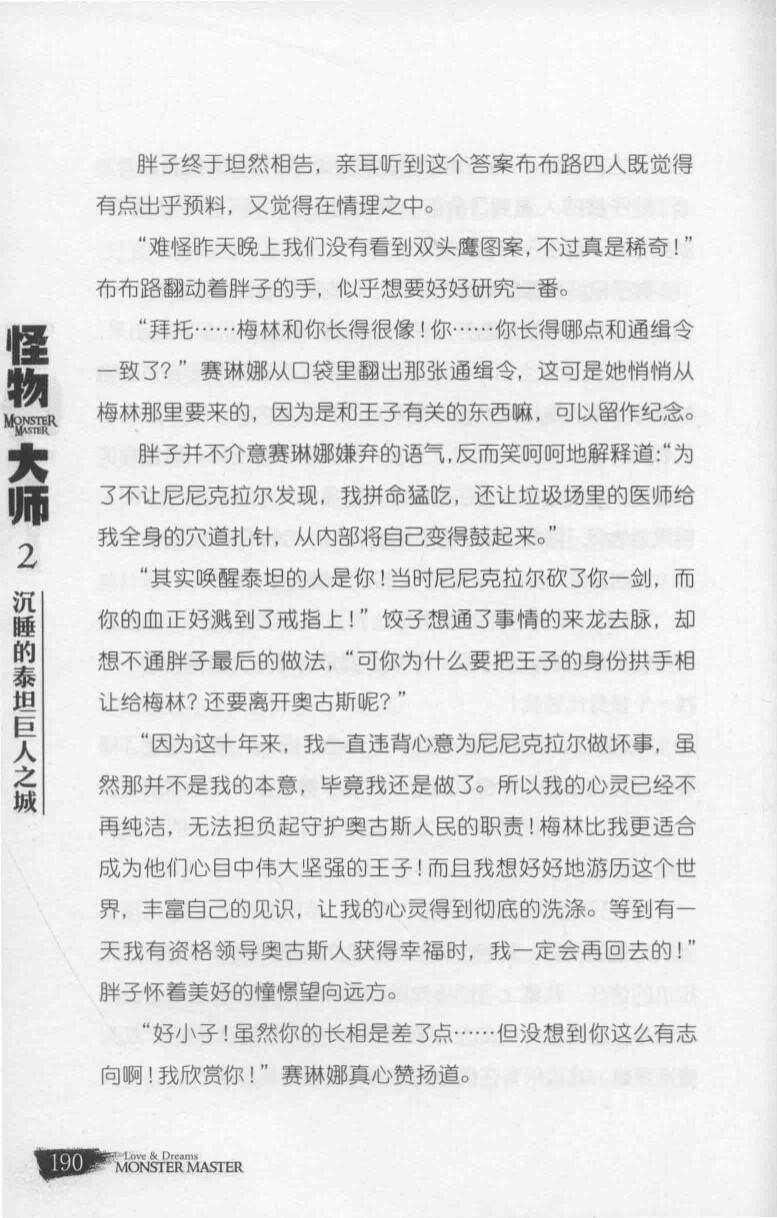 胖子终于坦然相告，亲耳听到这个答案布布路四人既觉得
有点出乎预料，又觉得在情理之中。
“难怪昨天晚上我们没有看到双头鹰图案，不过真是稀奇！”
布布路翻动着胖子的手，似乎想要好好研究一番。
“拜托……梅林和你长得很像！你……你长得哪点和通缉令
一致了？”赛琳娜从口袋里翻出那张通缉令，这可是她悄悄从
梅林那里要来的，因为是和王子有关的东西嘛，可以留作纪念。
胖子并不介意赛琳娜嫌弃的语气，反而笑呵呵地解释道：“为
了不让尼尼克拉尔发现，我拼命猛吃，还让垃圾场里的医师给
我全身的穴道扎针，从内部将自己变得鼓起来。”
“其实唤醒泰坦的人是你！当时尼尼克拉尔砍了你一剑，而
你的血正好溅到了戒指上！”饺子想通了事情的来龙去脉，却
想不通胖子最后的做法，“可你为什么要把王子的身份拱手相
让给梅林？还要离开奥古斯呢？”
“因为这十年来，我一直违背心意为尼尼克拉尔做坏事，虽
然那并不是我的本意，毕竟我还是做了。所以我的心灵已经不
再纯洁，无法担负起守护奥古斯人民的职责！梅林比我更适合
成为他们心目中伟大坚强的王子！而且我想好好地游历这个世
界，丰富自己的见识，让我的心灵得到彻底的洗涤。等到有一
天我有资格领导奥古斯人获得幸福时，我一定会再回去的！”
胖子怀着美好的憧憬望向远方。
“好小子！虽然你的长相是差了点……但没想到你这么有志
向啊！我欣赏你！”赛琳娜真心赞扬道。
怪物
MONSTER
MASTER
大师
2
沉睡的泰坦巨人之城
190
Love & Dreams
MONSTER MASTER